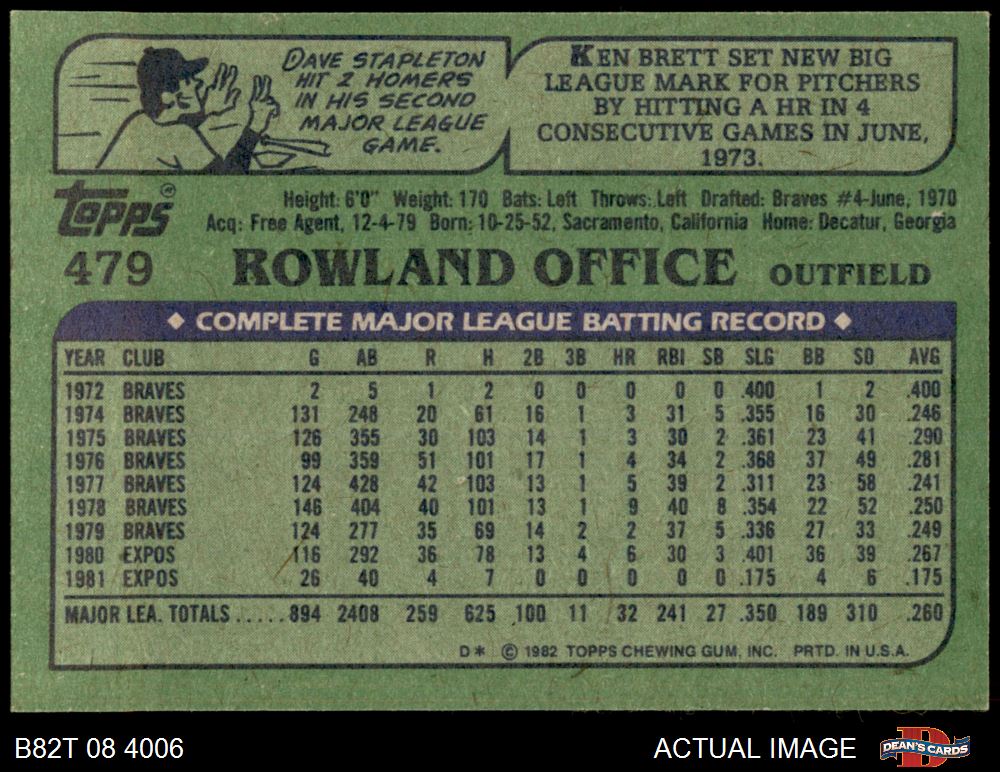 DAVE STAPLETON
HIT 2 HOMERS
IN HIS SECOND
MAJOR LEAGUE
GAME.
KEN BRETT SET NEW BIG
LEAGUE MARK FOR PITCHERS
BY HITTING A HR IN 4
CONSECUTIVE GAMES IN JUNE,
1973.
Topps®
Height: 6'0" Weight: 170 Bats: Left Throws: Left Drafted: Braves #4-June, 1970
Acq: Free Agent, 12-4-79 Born: 10-25-52, Sacramento, California Home: Decatur, Georgia
479 ROWLAND OFFICE OUTFIELD
◆ COMPLETE MAJOR LEAGUE BATTING RECORD ◆
YEAR CLUB G AB R H 2B 3B HR RBI SB SLG BB SO AVG
1972 BRAVES 2 5 1 2 0 0 0 0 0 .400 1 2 .400
1974 BRAVES 131 248 20 61 16 1 3 31 5 .355 16 30 .246
1975 BRAVES 126 355 30 103 14 1 3 30 2 .361 23 41 .290
1976 BRAVES 99 359 51 101 17 1 4 34 2 .368 37 49 .281
1977 BRAVES 124 428 42 103 13 1 5 39 2 .311 23 58 .241
1978 BRAVES 146 404 40 101 13 1 9 40 8 .354 22 52 .250
1979 BRAVES 124 277 35 69 14 2 2 37 5 .336 27 33 .249
1980 EXPOS 116 292 36 78 13 4 6 30 3 .401 36 39 .267
1981 EXPOS 26 40 4 7 0 0 0 0 0 .175 4 6 .175
MAJOR LEA. TOTALS.....894 2408 259 625 100 11 32 241 27 .350 189 310 .260
D* © 1982 TOPPS CHEWING GUM, INC. PRTD. IN U.S.A.
B82T 08 4006 ACTUAL IMAGE DEAN'S CARDS